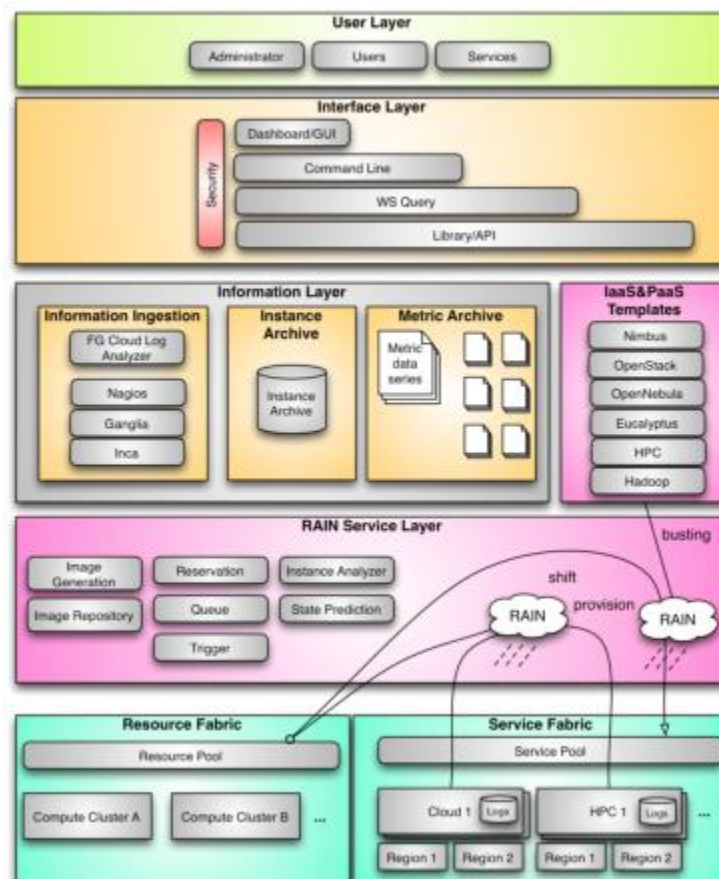 User Layer
Administrator
Users
Services
Interface Layer
Security
Dashboard/GUI
Command Line
WS Query
Library/API
Information Layer
Information Ingestion
FG Cloud Log
Analyzer
Nagios
Ganglia
Inca
Instance
Archive
Instance
Archive
Metric Archive
Metric
data
series
IaaS&PaaS
Templates
Nimbus
OpenStack
OpenNebula
Eucalyptus
HPC
Hadoop
RAIN Service Layer
Image
Generation
Image Repository
Reservation
Queue
Trigger
Instance Analyzer
State Prediction
busting
shift
provision
RAIN
RAIN
Resource Fabric
Resource Pool
Compute Cluster A
Compute Cluster B
...
Service Fabric
Service Pool
Cloud 1
Logs
HPC 1
Logs
...
Region 1
Region 2
Region 1
Region 2